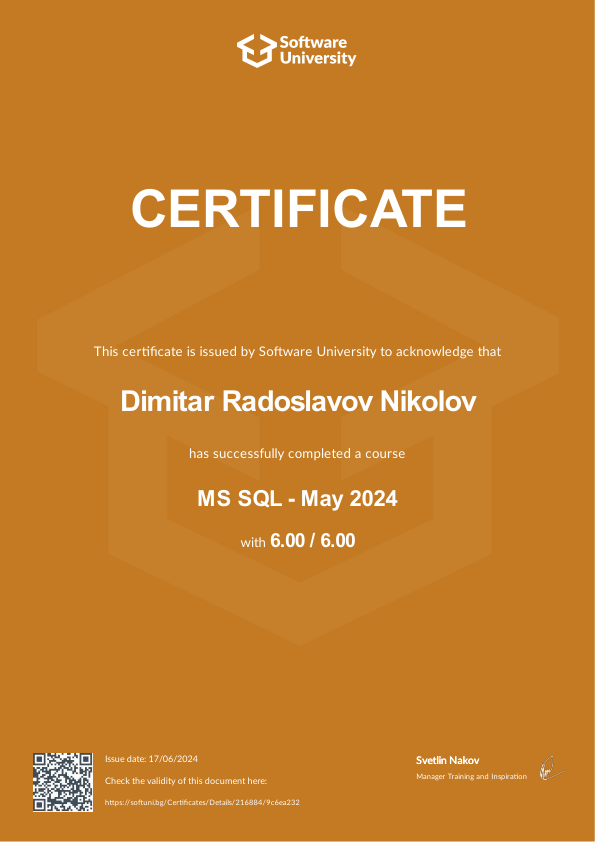 Software
University
CERTIFICATE
This certificate is issued by Software University to acknowledge that
Dimitar Radoslavov Nikolov
has successfully completed a course
MS SQL - May 2024
with 6.00 / 6.00
Issue date: 17/06/2024
Check the validity of this document here:
https://softuni.bg/Certificates/Details/216884/9c6ea232
Svetlin Nakov
Manager Training and Inspiration